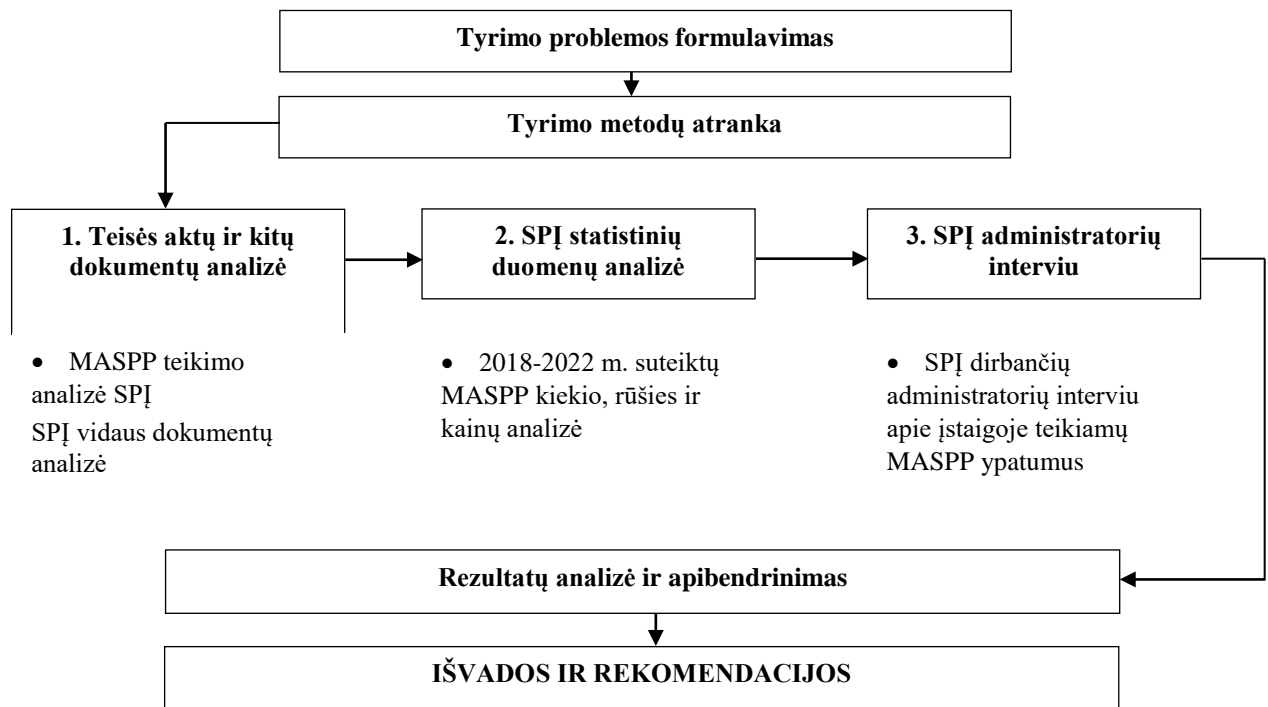 Tyrimo problemos formulavimas
Tyrimo metodų atranka
1. Teisės aktų ir kitų
dokumentų analizė
2. SPĮ statistinių
duomenų analizė
3. SPĮ administratorių
interviu
• MASPP teikimo
analizė SPĮ
SPĮ vidaus dokumentų
analizė
• 2018-2022 m. suteiktų
MASPP kiekio, rūšies ir
kainų analizė
• SPĮ dirbančių
administratorių interviu
apie įstaigoje teikiamų
MASPP ypatumus
Rezultatų analizė ir apibendrinimas
IŠVADOS IR REKOMENDACIJOS